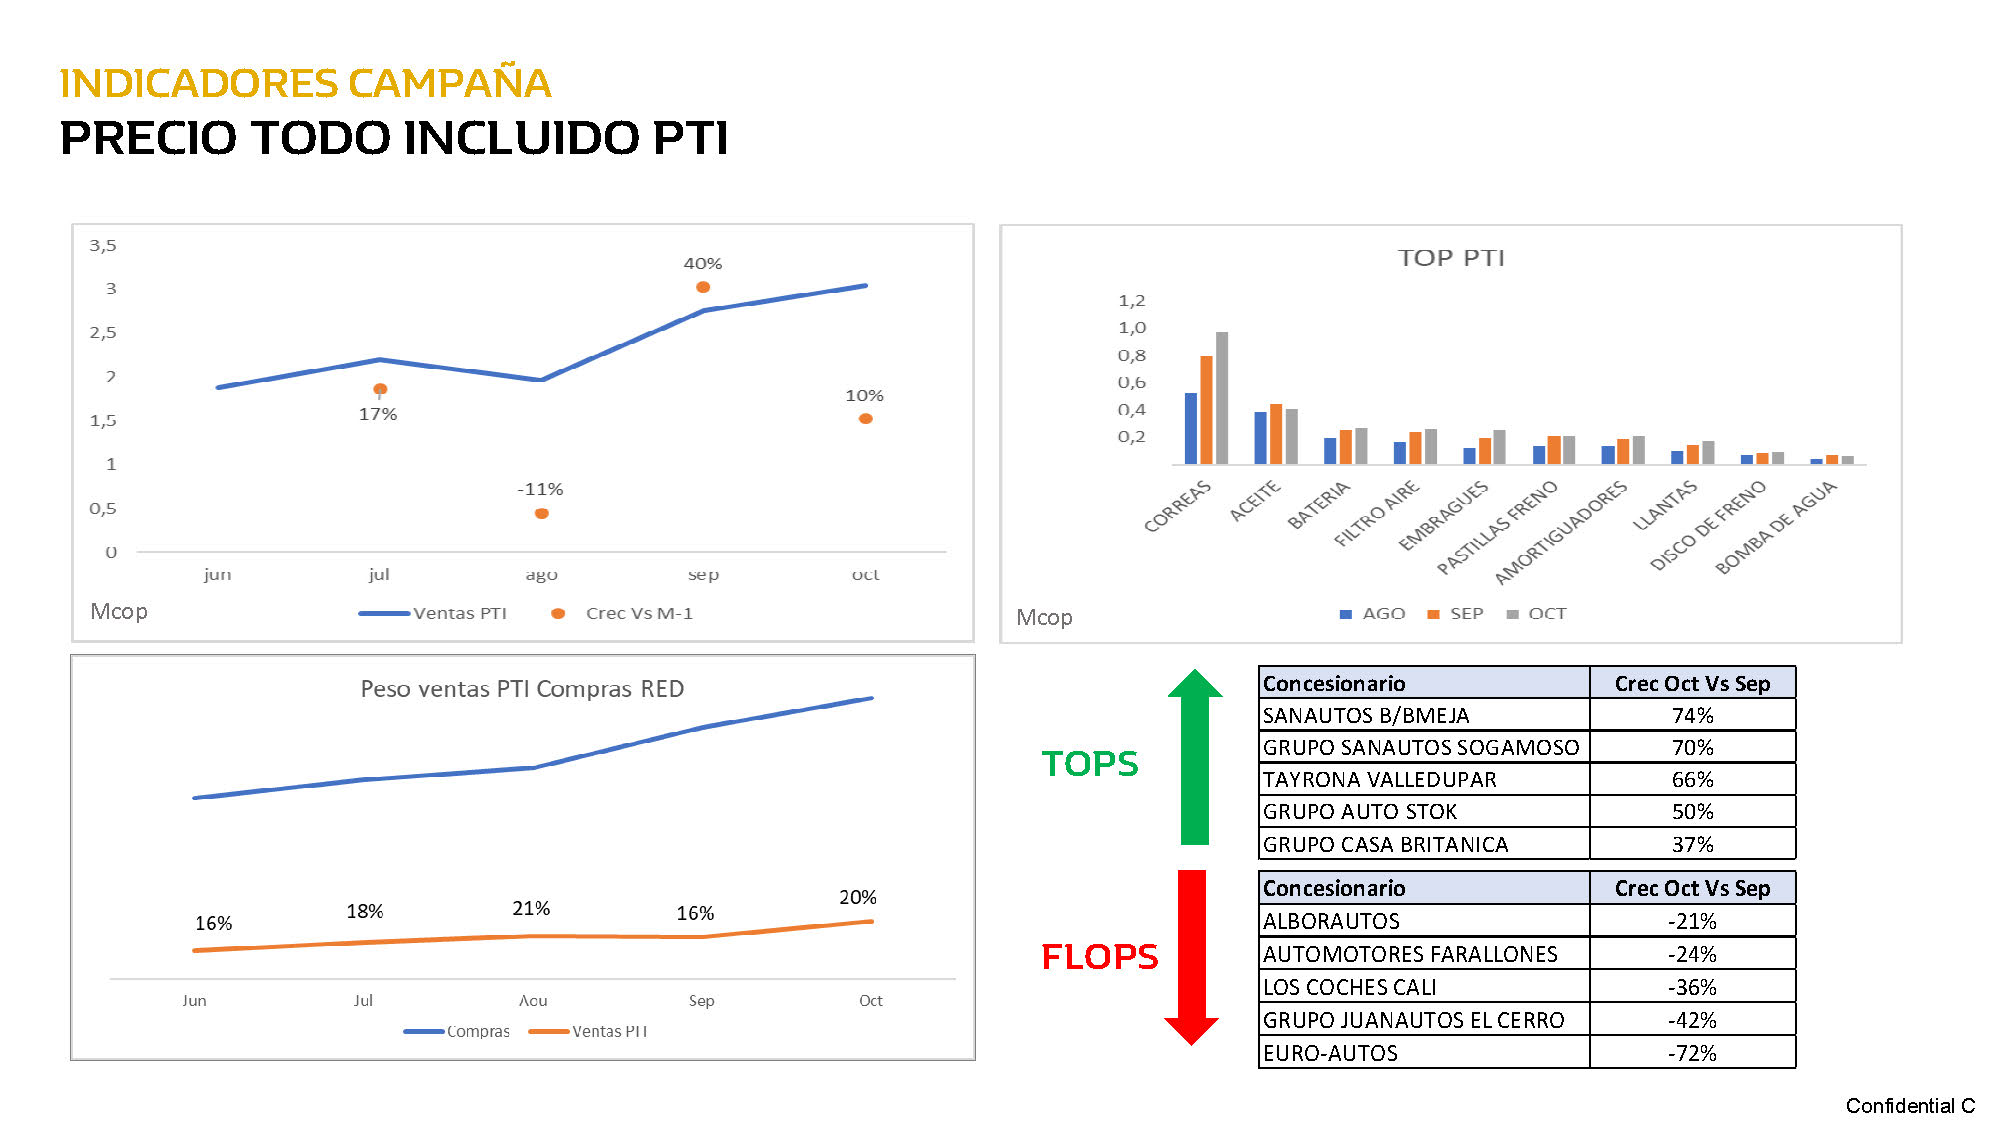 INDICADORES CAMPAÑA
PRECIO TODO INCLUIDO PTI
3,5
3
2,5
2
1,5
1
0,5
0
40%
17%
10%
-11%
jun
jul
ago
sep
oct
Mcop
Ventas PTI
Crec Vs M-1
TOP PTI
1,2
1,0
0,8
0,6
0,4
0,2
CORREAS
ACEITE
BATERIA
FILTRO AIRE
EMBRAGUES
PASTILLAS FRENO
AMORTIGUADORES
LLANTAS
DISCO DE FRENO
BOMBA DE AGUA
Mcop
AGO
SEP
OCT
Peso ventas PTI Compras RED
16%
18%
21%
16%
20%
Jun
Jul
Aou
Sep
Oct
Compras
Ventas PTI
TOPS
Concesionario Crec Oct Vs Sep
SANAUTOS B/BMEJA 74%
GRUPO SANAUTOS SOGAMOSO 70%
TAYRONA VALLEDUPAR 66%
GRUPO AUTO STOK 50%
GRUPO CASA BRITANICA 37%
FLOPS
Concesionario Crec Oct Vs Sep
ALBORAUTOS -21%
AUTOMOTORES FARALLONES -24%
LOS COCHES CALI -36%
GRUPO JUANAUTOS EL CERRO -42%
EURO-AUTOS -72%
Confidential C